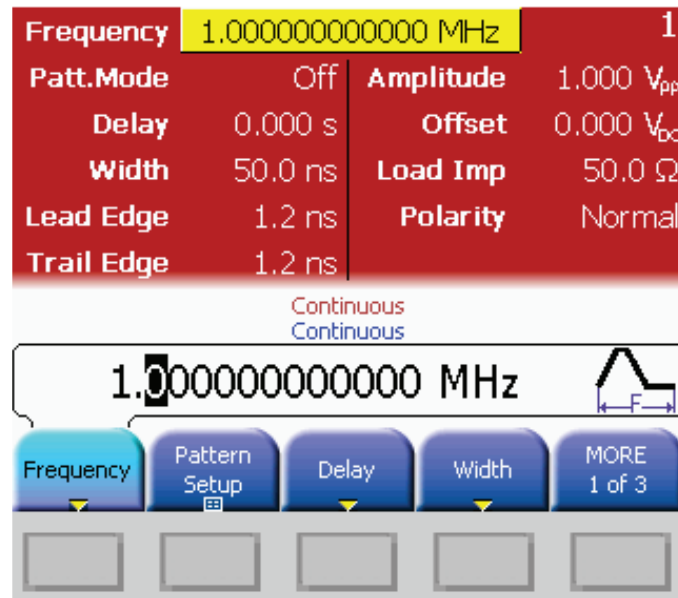 Frequency 1.000000000000 MHz 1
Patt.Mode Off Amplitude 1.000 Vpp
Delay 0.000 s Offset 0.000 VDC
Width 50.0 ns Load Imp 50.0 Ω
Lead Edge 1.2 ns Polarity Normal
Trail Edge 1.2 ns
Continuous
Continuous
1.000000000000 MHz
F
Frequency
Pattern Setup
Delay
Width
MORE
1 of 3